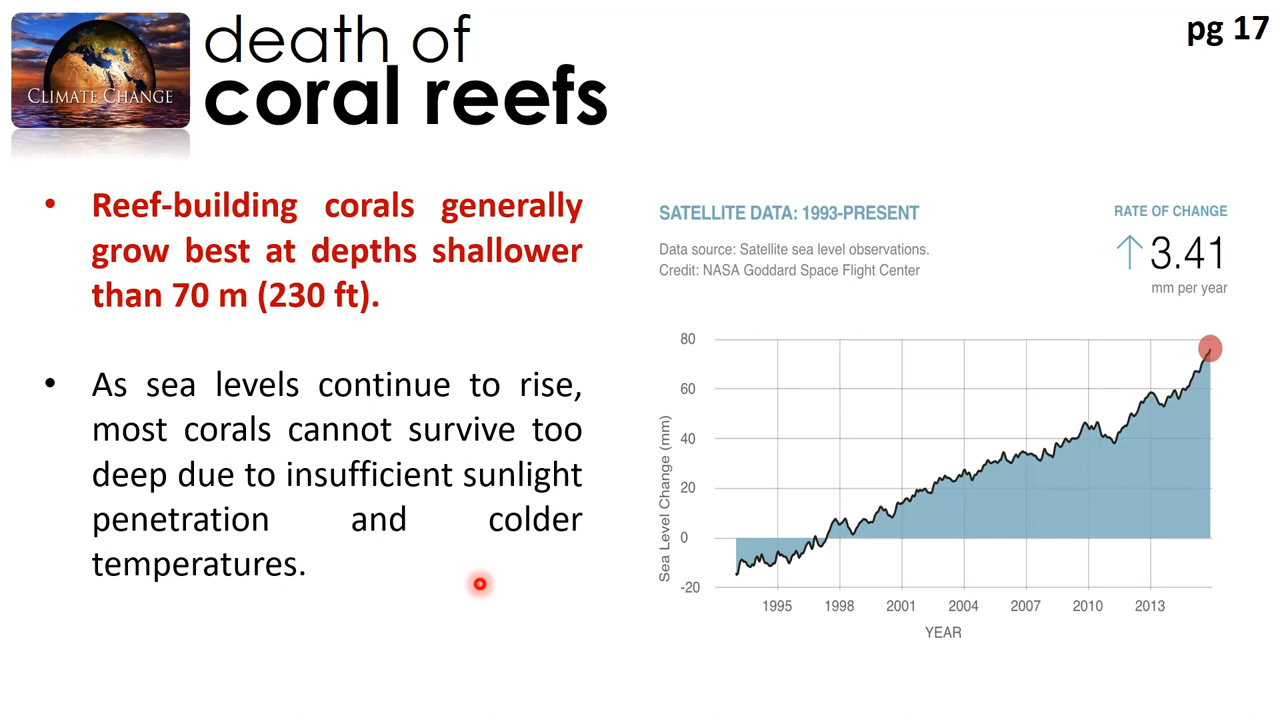 pg 17
CLIMATE CHANGE
death of
coral reefs
• Reef-building corals generally
grow best at depths shallower
than 70 m (230 ft).
• As sea levels continue to rise,
most corals cannot survive too
deep due to insufficient sunlight
penetration and colder
temperatures.
SATELLITE DATA: 1993-PRESENT
Data source: Satellite sea level observations.
Credit: NASA Goddard Space Flight Center
RATE OF CHANGE
↑ 3.41
mm per year
Sea Level Change (mm)
80
60
40
20
0
-20
1995 1998 2001 2004 2007 2010 2013
YEAR